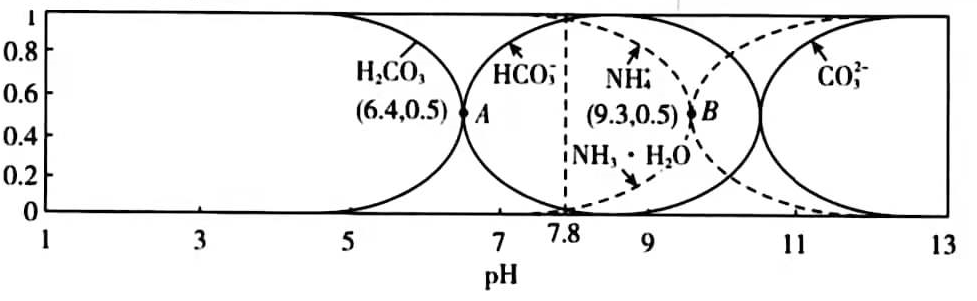 1
0.8
0.6
0.4
0.2
0
H₂CO₃
(6.4,0.5)
A
HCO₃⁻
NH₄⁺
(9.3,0.5)
B
NH₃・H₂O
CO₃²⁻
1 3 5 7 7.8 9 11 13
pH